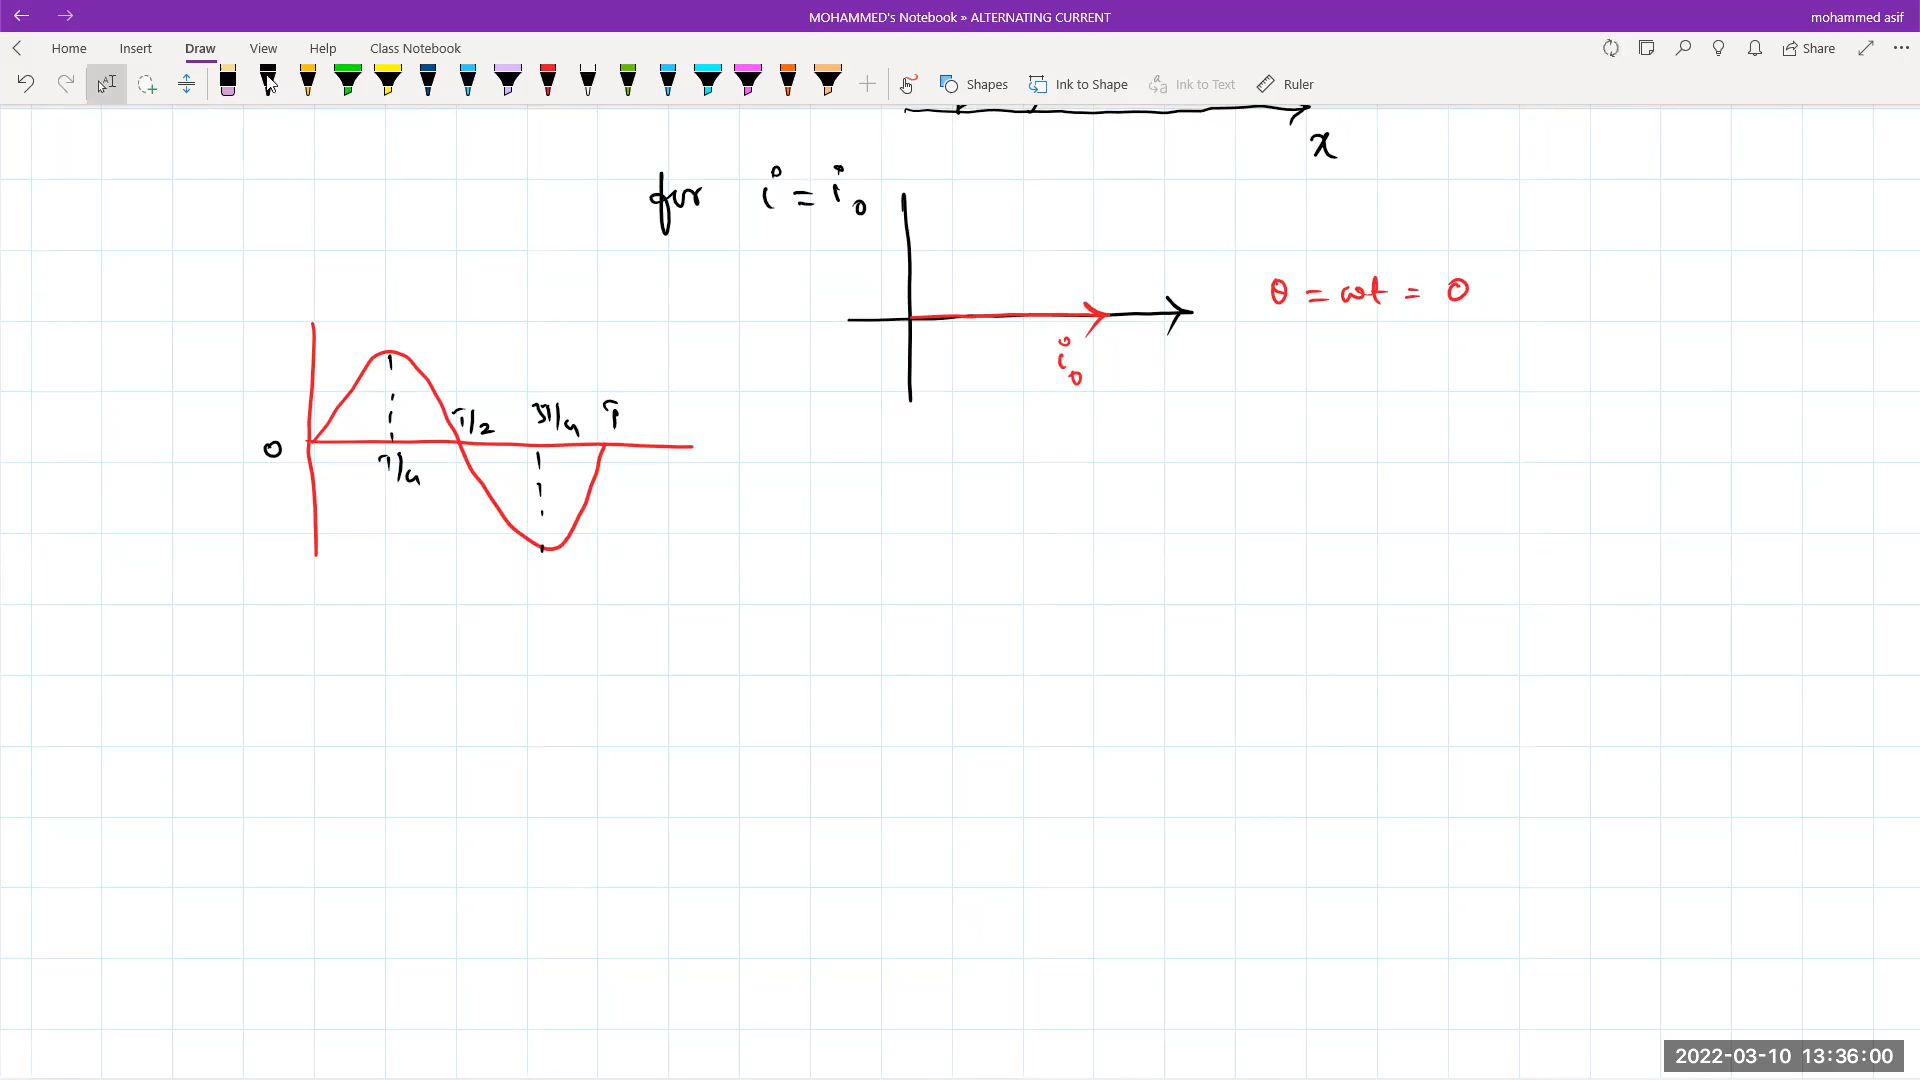 MOHAMMED's Notebook » ALTERNATING CURRENT
mohammed asif
Home Insert Draw View Help Class Notebook
Share
Shapes Ink to Shape Ink to Text Ruler
x
for i = i₀
θ = ωt = 0
i₀
T/2 3T/4 T
0
T/4
2022-03-10 13:36:00